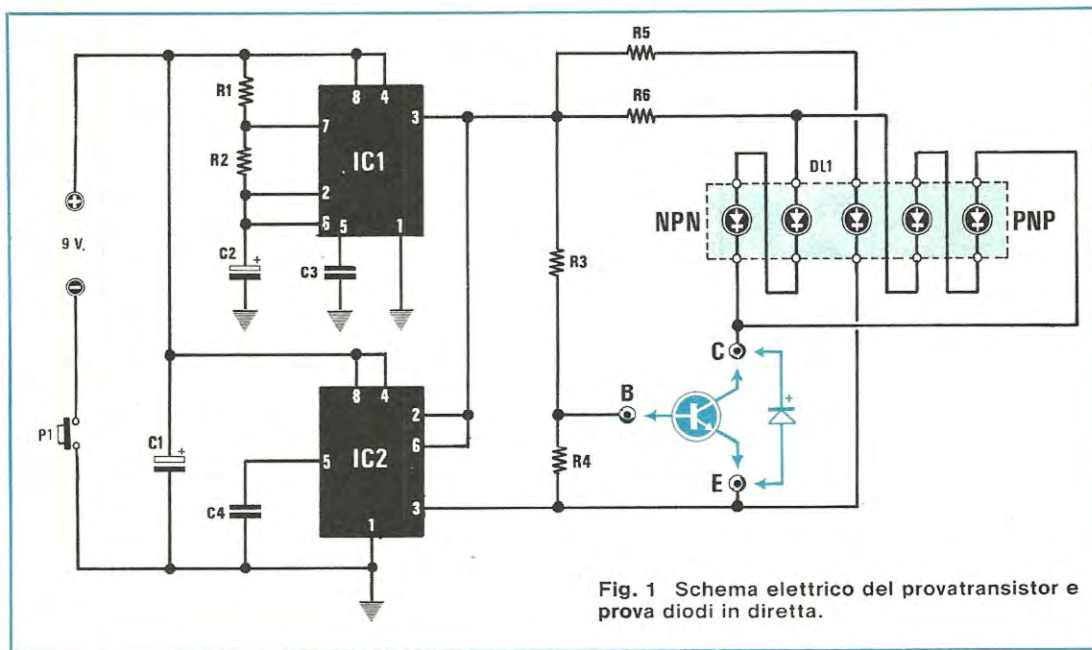 R5
R1
8 4
3
R6
7
R2
IC1
DL1
2
NPN
PNP
6
5
1
9 V.
C2 +
C3
R3
C
8 4
B
+
2
P1
C1
+
6
5
IC2
R4
E
C4
3
1
Fig. 1 Schema elettrico del provatransistor e
prova diodi in diretta.